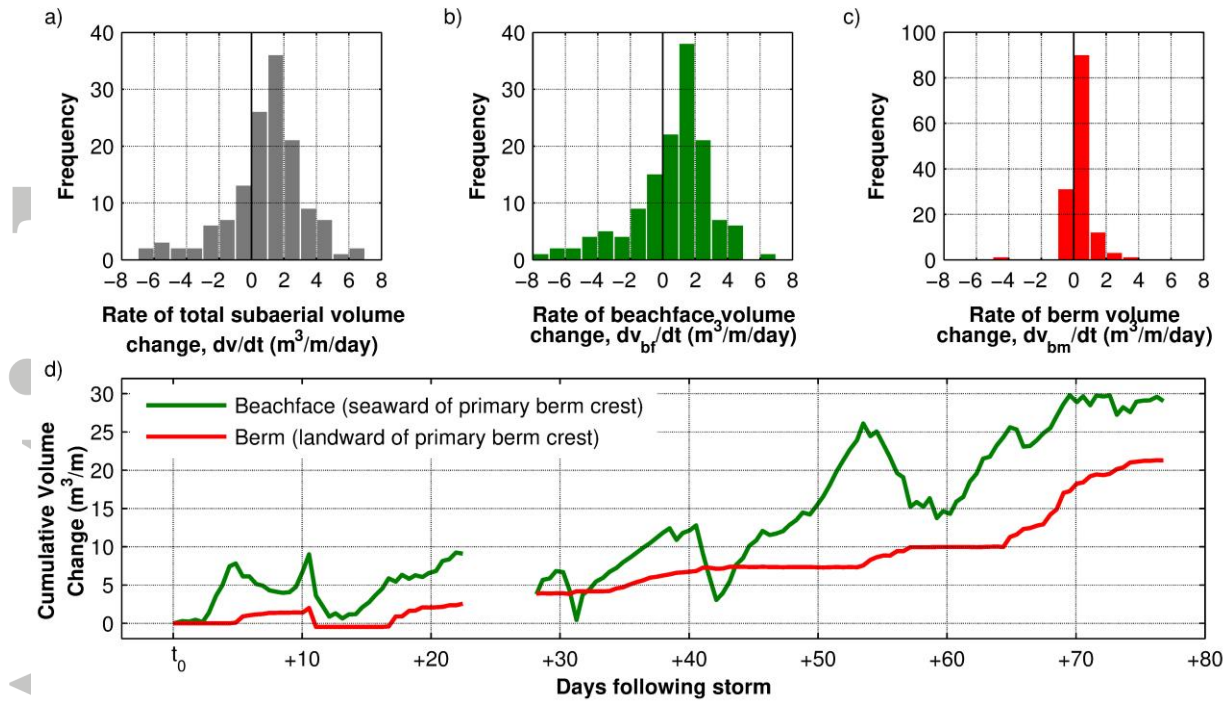 a)
b)
c)
40
30
20
10
0
−8 −6 −4 −2 0 2 4 6 8
Frequency
Rate of total subaerial volume
change, dv/dt (m³/m/day)
40
30
20
10
0
−8 −6 −4 −2 0 2 4 6 8
Frequency
Rate of beachface volume
change, dv_bf/dt (m³/m/day)
100
80
60
40
20
0
−8 −6 −4 −2 0 2 4 6 8
Frequency
Rate of berm volume
change, dv_bm/dt (m³/m/day)
d)
30
25
20
15
10
5
0
Cumulative Volume
Change (m³/m)
Beachface (seaward of primary berm crest)
Berm (landward of primary berm crest)
t₀ +10 +20 +30 +40 +50 +60 +70 +80
Days following storm